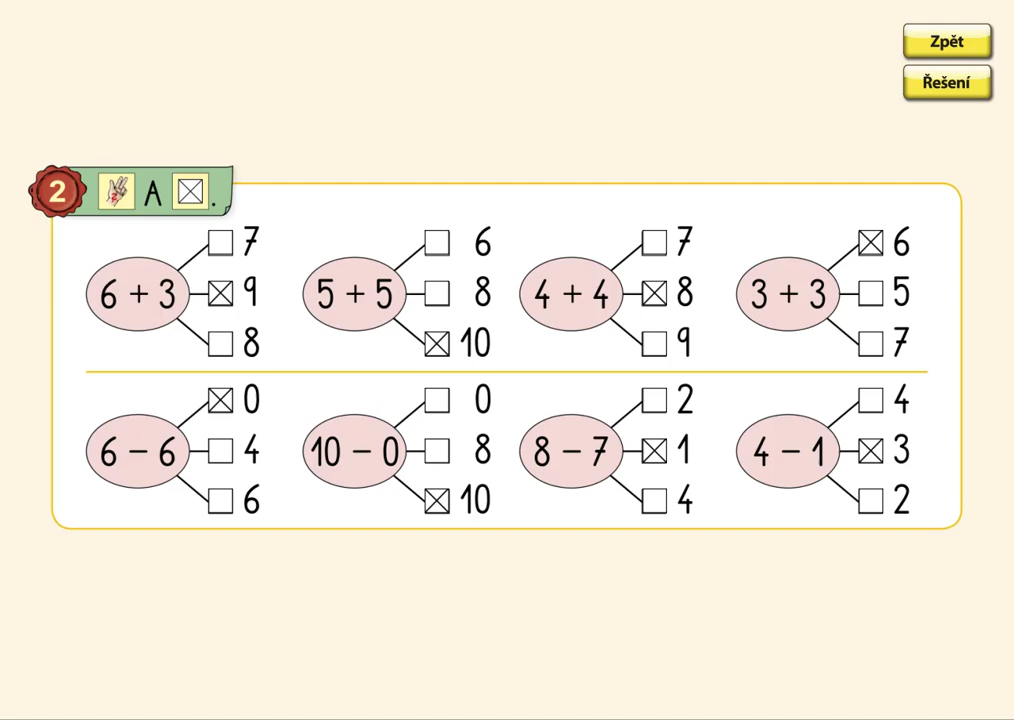 Zpět
Řešení
2 A ☒.
7
6 + 3 ☒ 9
8
6
5 + 5 8
☒ 10
7
4 + 4 ☒ 8
9
☒ 6
3 + 3 5
7
☒ 0
6 − 6 4
6
0
10 − 0 8
☒ 10
2
8 − 7 ☒ 1
4
4
4 − 1 ☒ 3
2